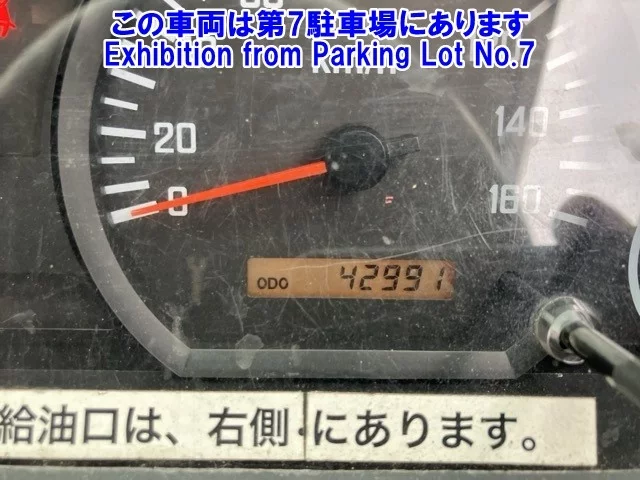 この車両は第7駐車場にあります
Exhibition from Parking Lot No.7
km/h
20
140
0
160
ODO 42991
給油口は、右側にあります。